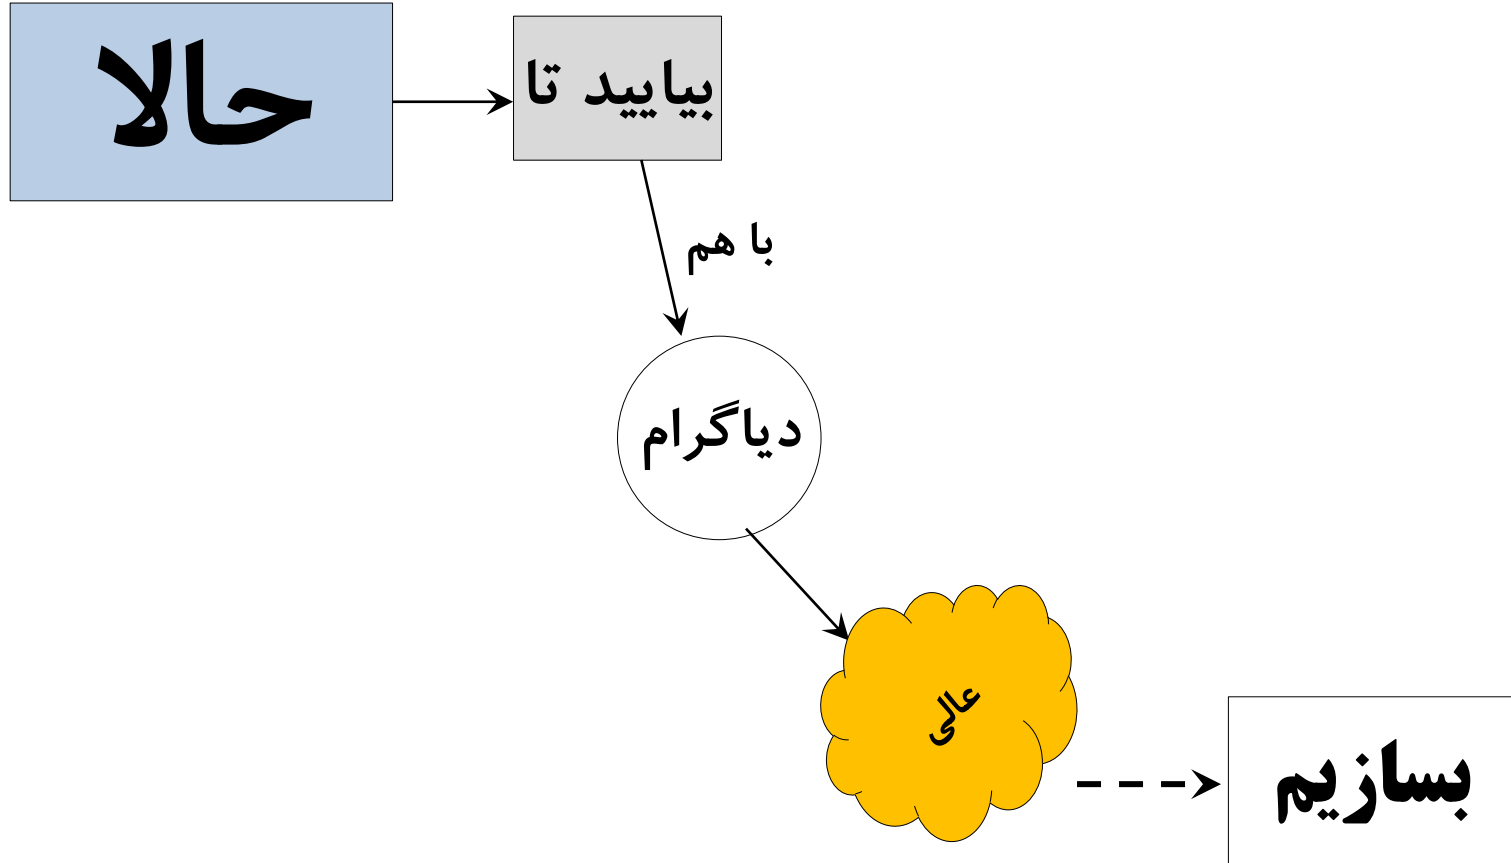 حالا
بیایید تا
با هم
دیاگرام
عالی
بسازیم